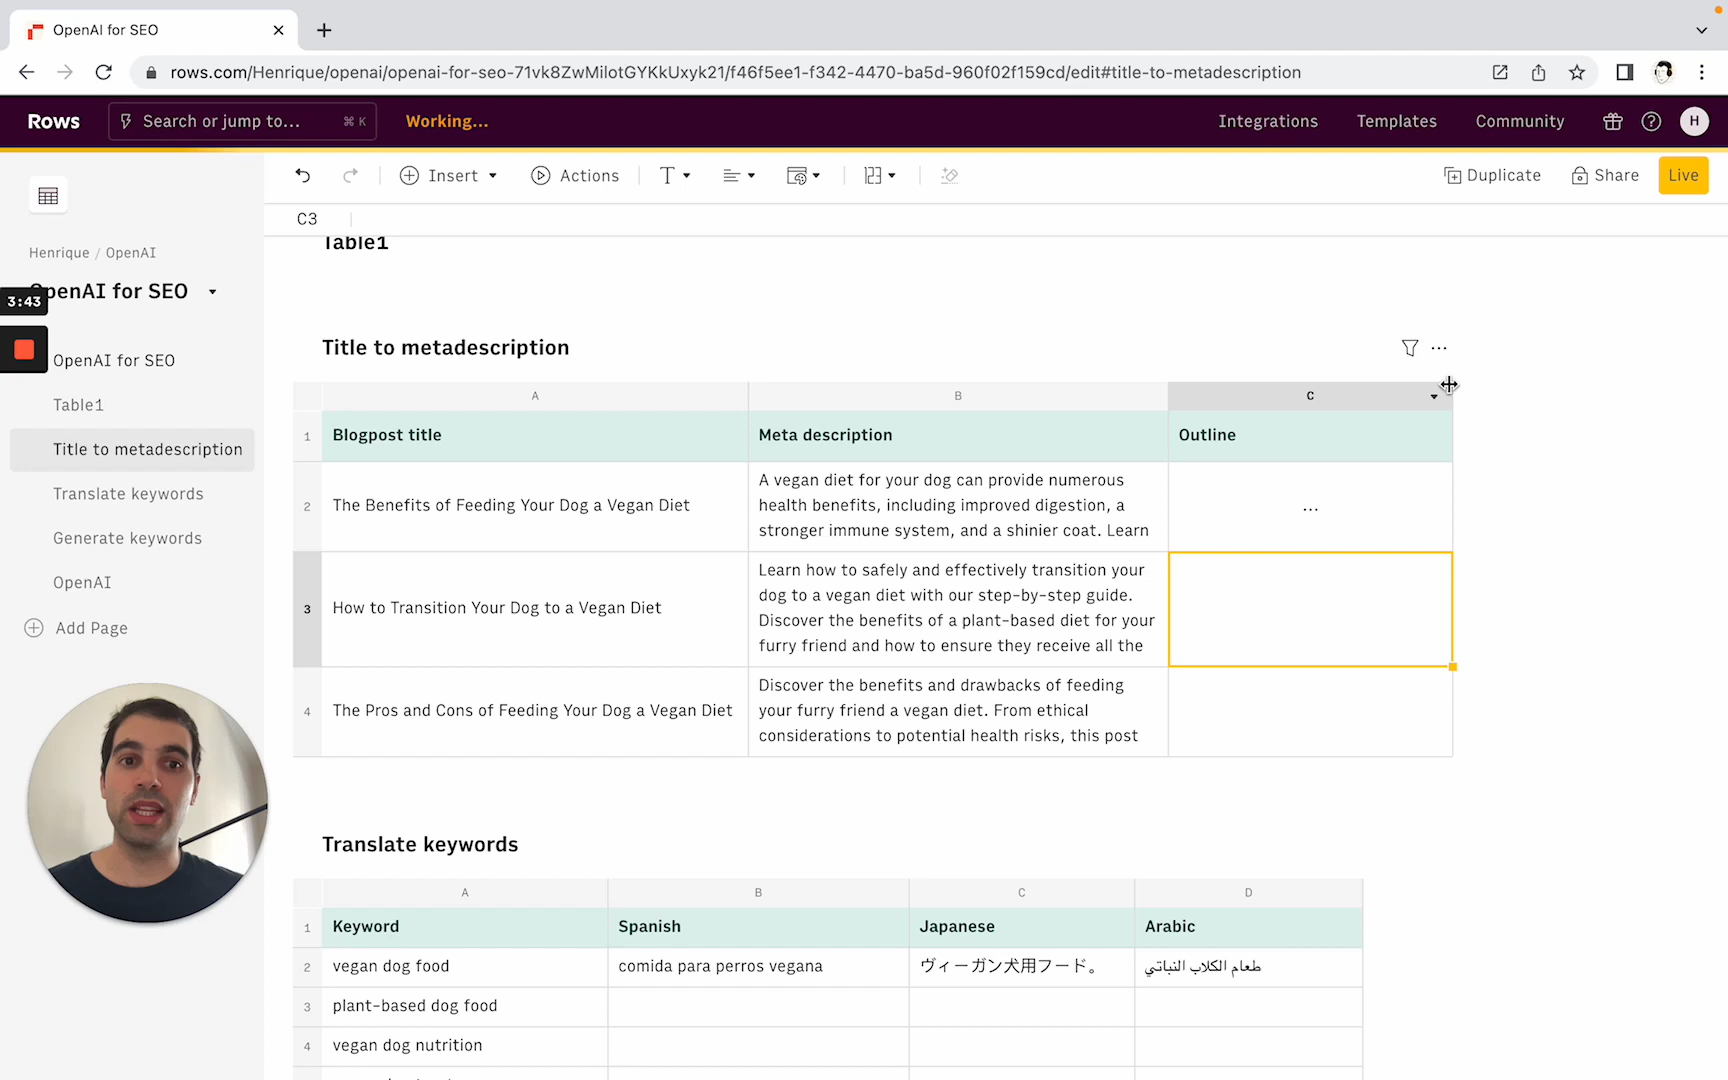 OpenAI for SEO
rows.com/Henrique/openai/openai-for-seo-71vk8ZwMilotGYKkUxyk21/f46f5ee1-f342-4470-ba5d-960f02f159cd/edit#title-to-metadescription
Rows
Search or jump to...
⌘ K
Working...
Integrations
Templates
Community
H
Insert
Actions
Duplicate
Share
Live
C3
Henrique / OpenAI
OpenAI for SEO
3:43
OpenAI for SEO
Table1
Title to metadescription
Translate keywords
Generate keywords
OpenAI
Add Page
Table1
Title to metadescription
A B C
1 Blogpost title Meta description Outline
2 The Benefits of Feeding Your Dog a Vegan Diet
A vegan diet for your dog can provide numerous
health benefits, including improved digestion, a
stronger immune system, and a shinier coat. Learn
...
3 How to Transition Your Dog to a Vegan Diet
Learn how to safely and effectively transition your
dog to a vegan diet with our step-by-step guide.
Discover the benefits of a plant-based diet for your
furry friend and how to ensure they receive all the
4 The Pros and Cons of Feeding Your Dog a Vegan Diet
Discover the benefits and drawbacks of feeding
your furry friend a vegan diet. From ethical
considerations to potential health risks, this post
Translate keywords
A B C D
1 Keyword Spanish Japanese Arabic
2 vegan dog food comida para perros vegana ヴィーガン犬用フード。 طعام الكلاب النباتي
3 plant-based dog food
4 vegan dog nutrition